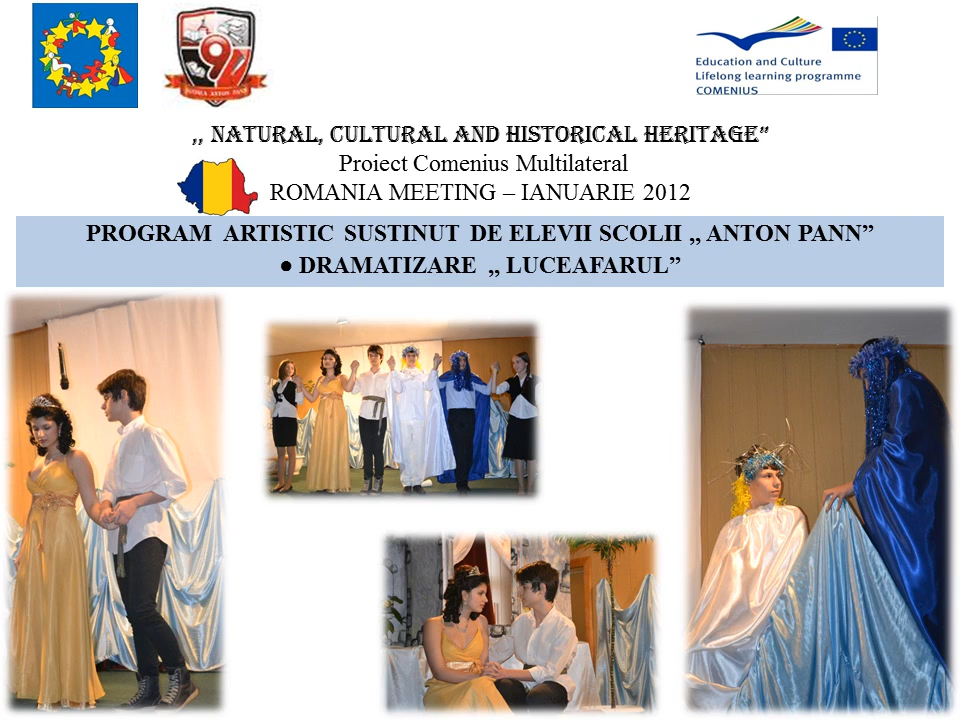 Education and Culture
Lifelong learning programme
COMENIUS
,, NATURAL, CULTURAL AND HISTORICAL HERITAGE”
Proiect Comenius Multilateral
ROMANIA MEETING – IANUARIE 2012
PROGRAM ARTISTIC SUSTINUT DE ELEVII SCOLII „ ANTON PANN”
• DRAMATIZARE „ LUCEAFARUL”